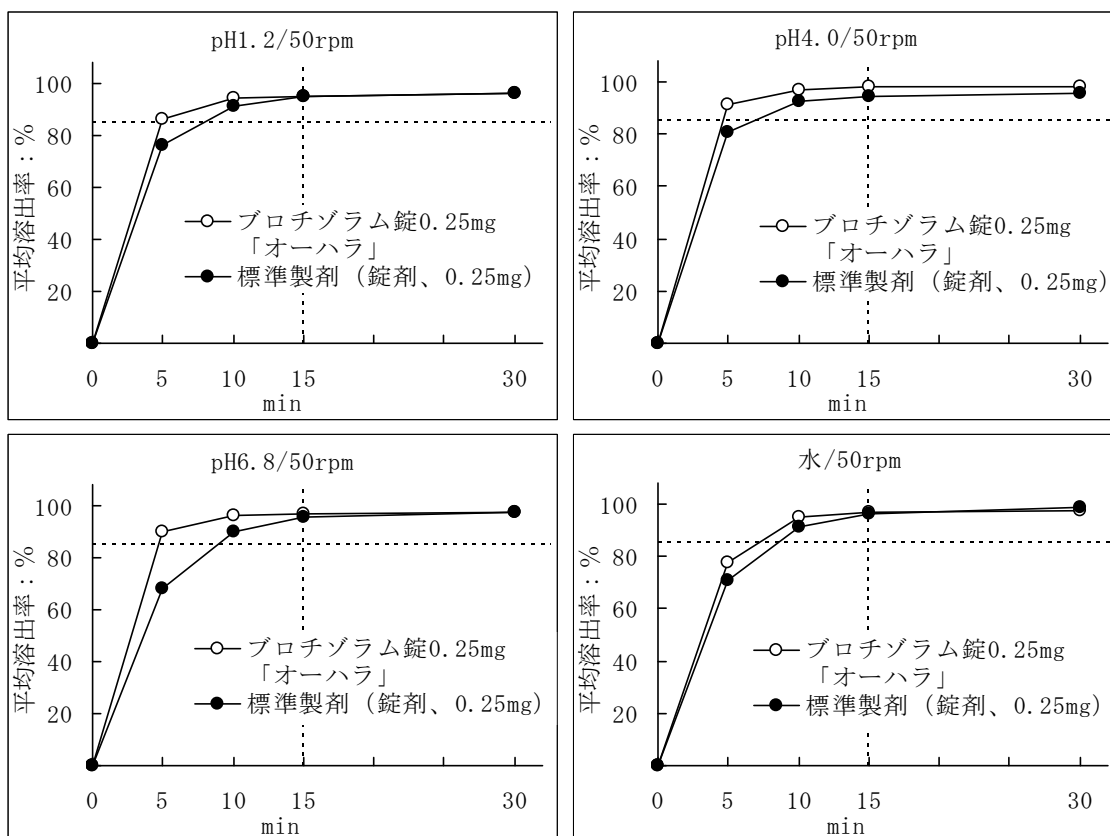 pH1.2/50rpm
平均溶出率:%
100
80
60
40
20
ブロチゾラム錠0.25mg
「オーハラ」
標準製剤(錠剤、0.25mg)
0 5 10 15 30
min
pH4.0/50rpm
平均溶出率:%
100
80
60
40
20
ブロチゾラム錠0.25mg
「オーハラ」
標準製剤(錠剤、0.25mg)
0 5 10 15 30
min
pH6.8/50rpm
平均溶出率:%
100
80
60
40
20
ブロチゾラム錠0.25mg
「オーハラ」
標準製剤(錠剤、0.25mg)
0 5 10 15 30
min
水/50rpm
平均溶出率:%
100
80
60
40
20
ブロチゾラム錠0.25mg
「オーハラ」
標準製剤(錠剤、0.25mg)
0 5 10 15 30
min